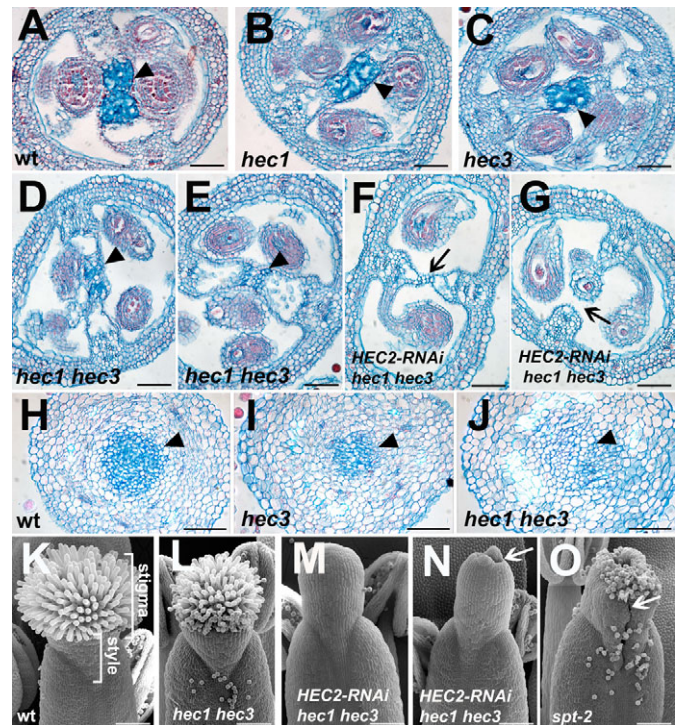 A
wt
B
hec1
C
hec3
D
hec1 hec3
E
hec1 hec3
F
HEC2-RNAi
hec1 hec3
G
HEC2-RNAi
hec1 hec3
H
wt
I
hec3
J
hec1 hec3
K
stigma
style
wt
L
hec1 hec3
M
HEC2-RNAi
hec1 hec3
N
HEC2-RNAi
hec1 hec3
O
spt-2